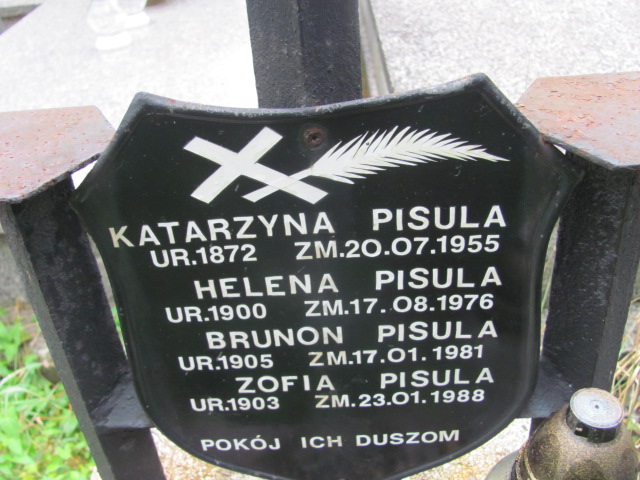 KATARZYNA PISULA
UR.1872 ZM.20.07.1955
HELENA PISULA
UR.1900 ZM.17.08.1976
BRUNON PISULA
UR.1905 ZM.17.01.1981
ZOFIA PISULA
UR.1903 ZM.23.01.1988
POKÓJ ICH DUSZOM